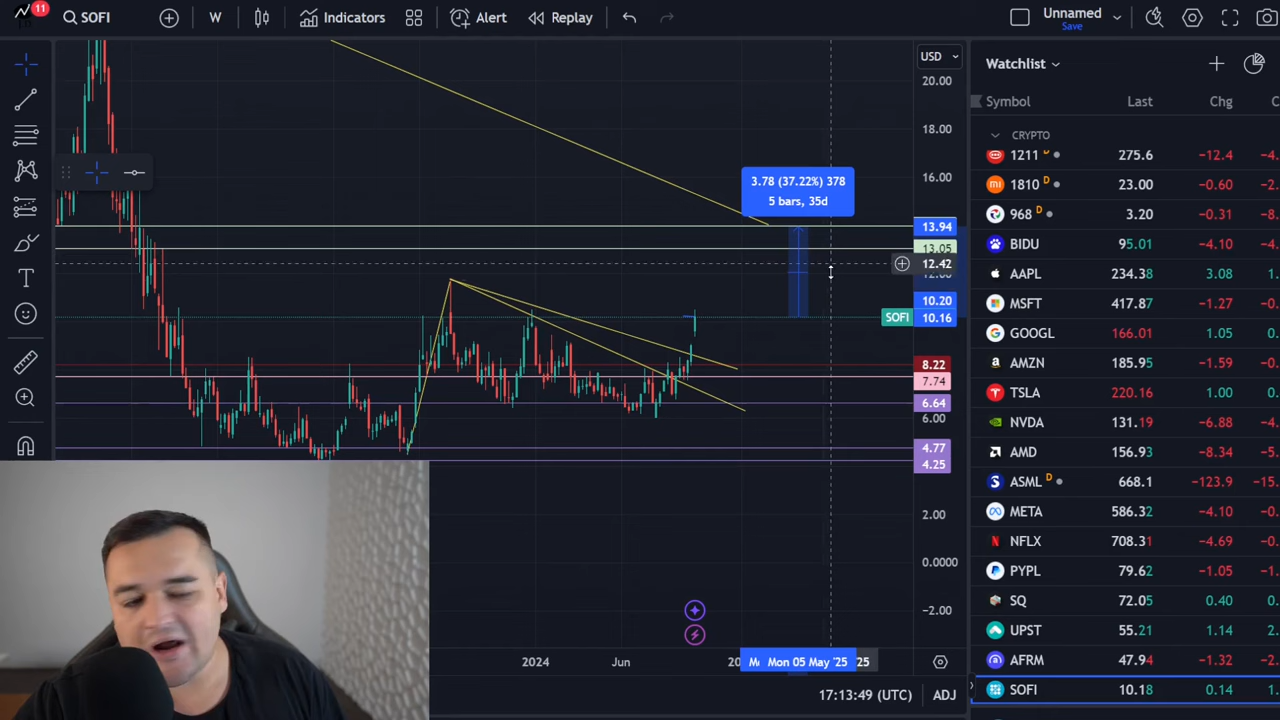 11
SOFI
W
Indicators
Alert
Replay
Unnamed
Save
USD
20.00
18.00
16.00
3.78 (37.22%) 378
5 bars, 35d
13.94
13.05
12.42
10.20
SOFI
10.16
8.22
7.74
6.64
6.00
4.77
4.25
2.00
0.0000
−2.00
2024
Jun
Mon 05 May '25
25
17:13:49 (UTC)
ADJ
Watchlist
Symbol Last Chg
CRYPTO
1211 D 275.6 −12.4
1810 D 23.00 −0.60
968 D 3.20 −0.31
BIDU 95.01 −4.10
AAPL 234.38 3.08
MSFT 417.87 −1.27
GOOGL 166.01 1.05
AMZN 185.95 −1.59
TSLA 220.16 1.00
NVDA 131.19 −6.88
AMD 156.93 −8.34
ASML D 668.1 −123.9
META 586.32 −4.10
NFLX 708.31 −4.69
PYPL 79.62 −1.05
SQ 72.05 0.40
UPST 55.21 1.14
AFRM 47.94 −1.32
SOFI 10.18 0.14